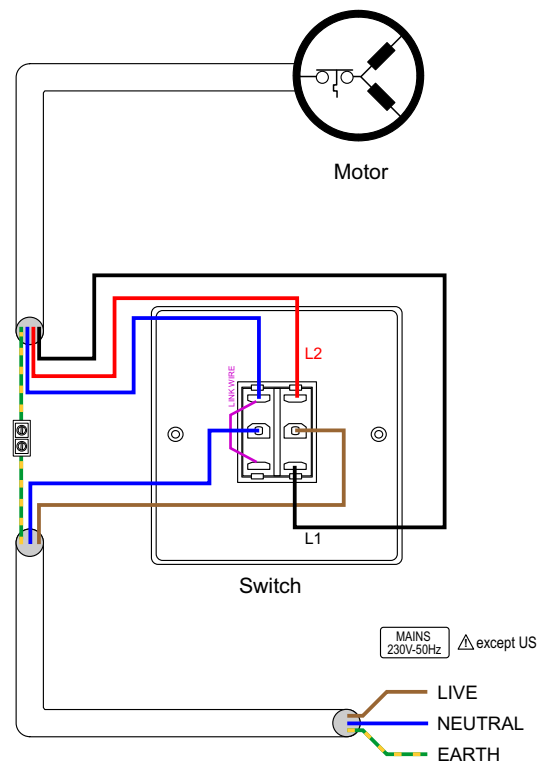 Motor
L2
LINK WIRE
L1
Switch
MAINS
230V-50Hz
except US
LIVE
NEUTRAL
EARTH